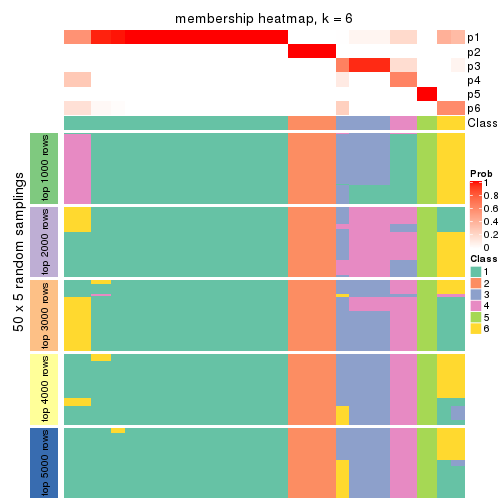 membership heatmap, k = 6
p1
p2
p3
p4
p5
p6
Class
50 x 5 random samplings
top 1000 rows
top 2000 rows
top 3000 rows
top 4000 rows
top 5000 rows
Prob
1
0.8
0.6
0.4
0.2
0
Class
1
2
3
4
5
6